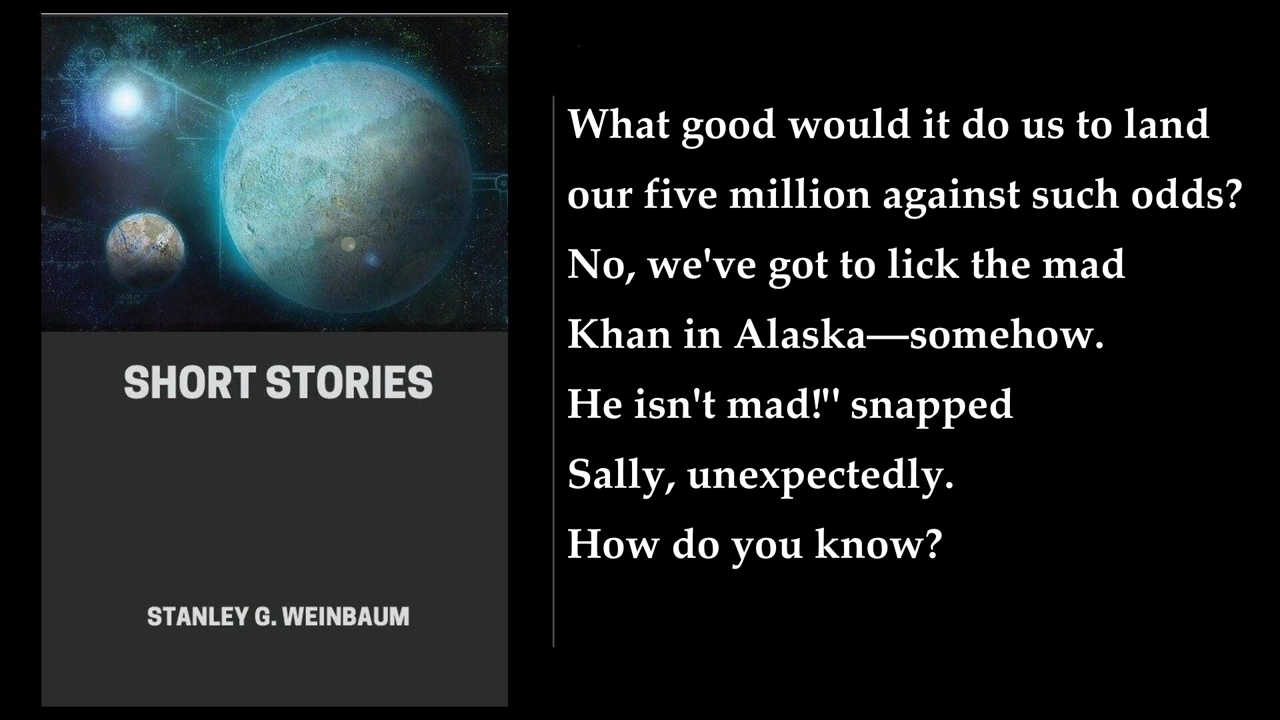 SHORT STORIES
STANLEY G. WEINBAUM
What good would it do us to land
our five million against such odds?
No, we've got to lick the mad
Khan in Alaska—somehow.
He isn't mad!" snapped
Sally, unexpectedly.
How do you know?